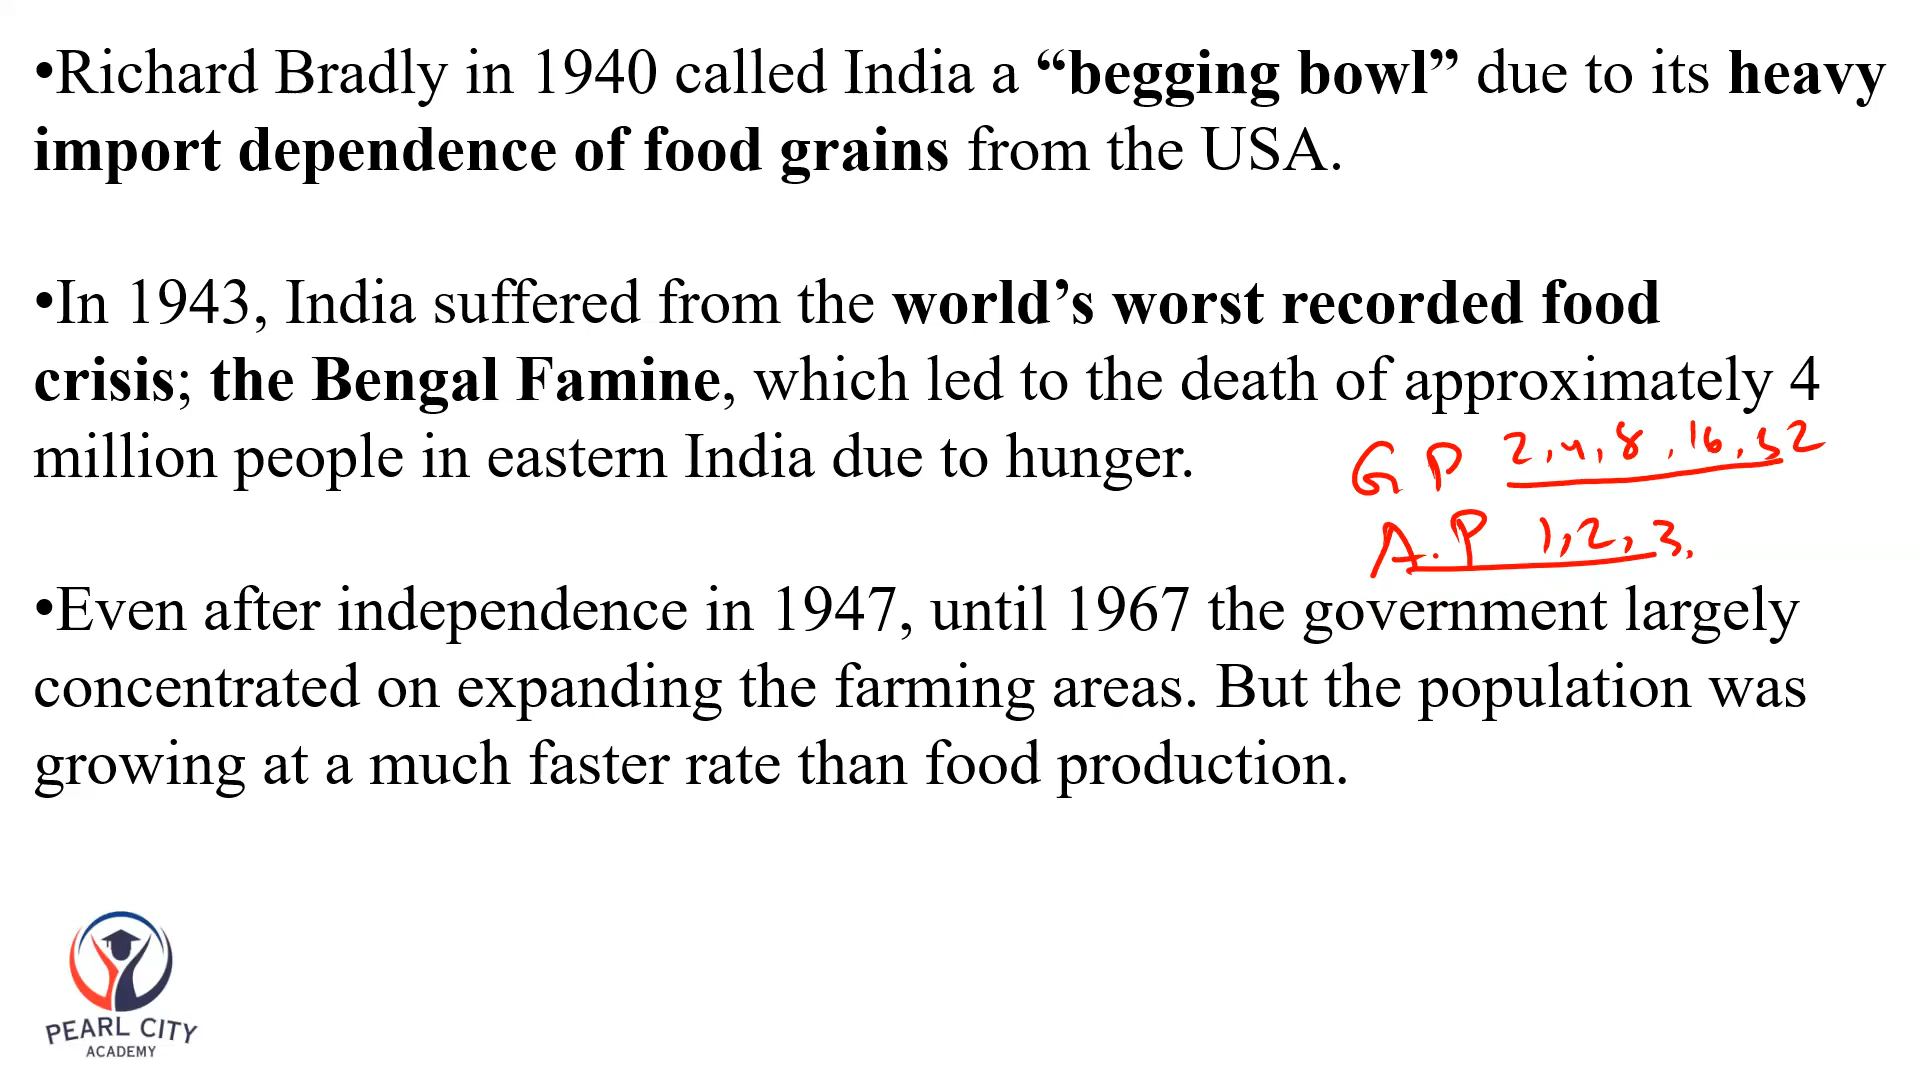 •Richard Bradly in 1940 called India a “begging bowl” due to its heavy
import dependence of food grains from the USA.
•In 1943, India suffered from the world’s worst recorded food
crisis; the Bengal Famine, which led to the death of approximately 4
million people in eastern India due to hunger.
G P 2,4,8,16,32
A.P 1,2,3.
•Even after independence in 1947, until 1967 the government largely
concentrated on expanding the farming areas. But the population was
growing at a much faster rate than food production.
PEARL CITY
ACADEMY